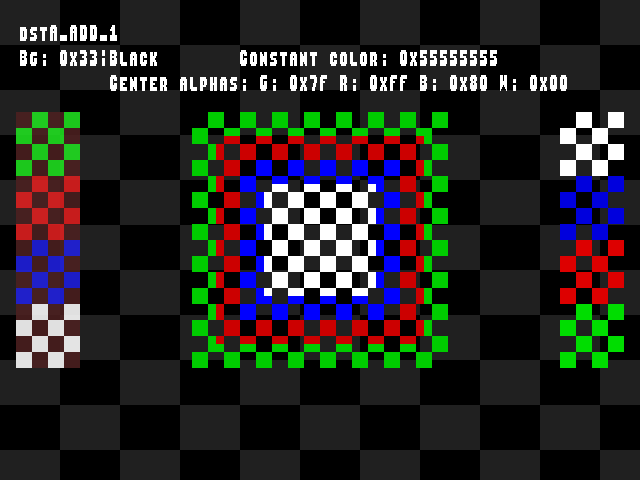 dstA_ADD_1
Bg: 0x33|Black Constant color: 0x55555555
Center alphas: G: 0x7f R: 0xff B: 0x80 W: 0x00